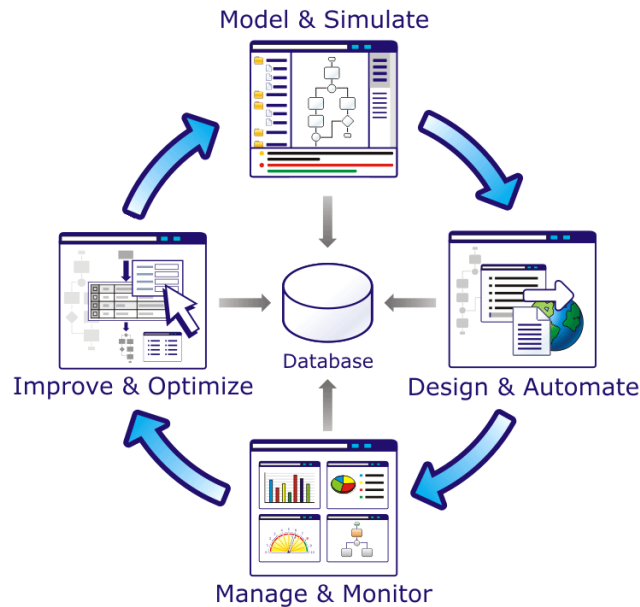 Model & Simulate
Database
Improve & Optimize
Design & Automate
Manage & Monitor